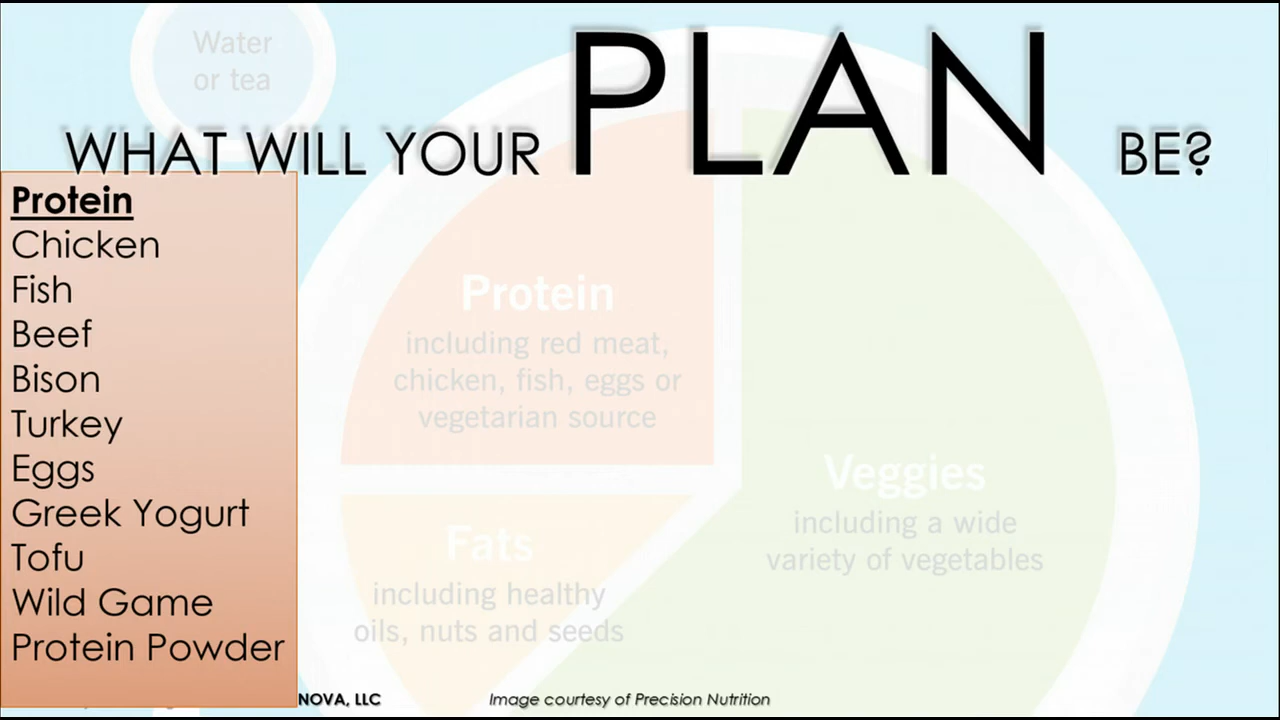 Water
or tea
WHAT WILL YOUR PLAN BE?
Protein
Chicken
Fish
Beef
Bison
Turkey
Eggs
Greek Yogurt
Tofu
Wild Game
Protein Powder
Protein
including red meat,
chicken, fish, eggs or
vegetarian source
Fats
including healthy
oils, nuts and seeds
Veggies
including a wide
variety of vegetables
NOVA, LLC
Image courtesy of Precision Nutrition